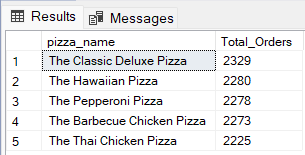 Results Messages
pizza_name Total_Orders
1 The Classic Deluxe Pizza 2329
2 The Hawaiian Pizza 2280
3 The Pepperoni Pizza 2278
4 The Barbecue Chicken Pizza 2273
5 The Thai Chicken Pizza 2225